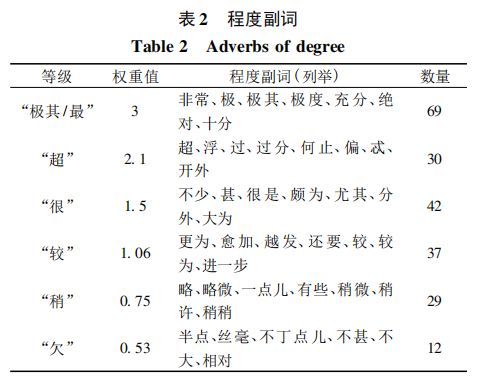 表2 程度副词
Table 2 Adverbs of degree
等级 权重值 程度副词(列举) 数量
“极其/最” 3 非常、极、极其、极度、充分、绝
对、十分 69
“超” 2.1 超、浮、过、过分、何止、偏、忒、
开外 30
“很” 1.5 不少、甚、很是、颇为、尤其、分
外、大为 42
“较” 1.06 更为、愈加、越发、还要、较、较
为、进一步 37
“稍” 0.75 略、略微、一点儿、有些、稍微、稍
许、稍稍 29
“欠” 0.53 半点、丝毫、不丁点儿、不甚、不
大、相对 12